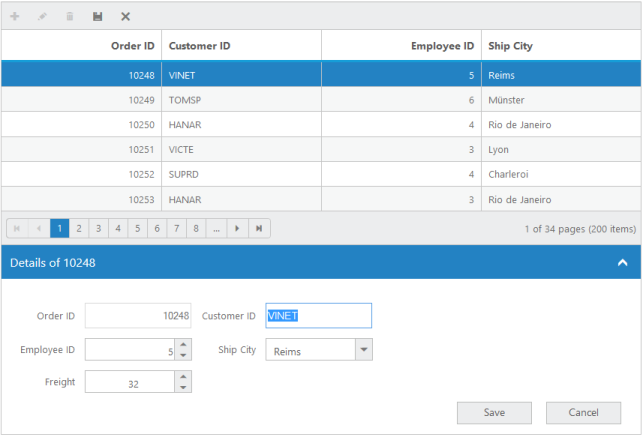 Order ID Customer ID Employee ID Ship City
10248 VINET 5 Reims
10249 TOMSP 6 Münster
10250 HANAR 4 Rio de Janeiro
10251 VICTE 3 Lyon
10252 SUPRD 4 Charleroi
10253 HANAR 3 Rio de Janeiro
1 2 3 4 5 6 7 8 ... 1 of 34 pages (200 items)
Details of 10248
Order ID 10248 Customer ID VINET
Employee ID 5 Ship City Reims
Freight 32
Save Cancel